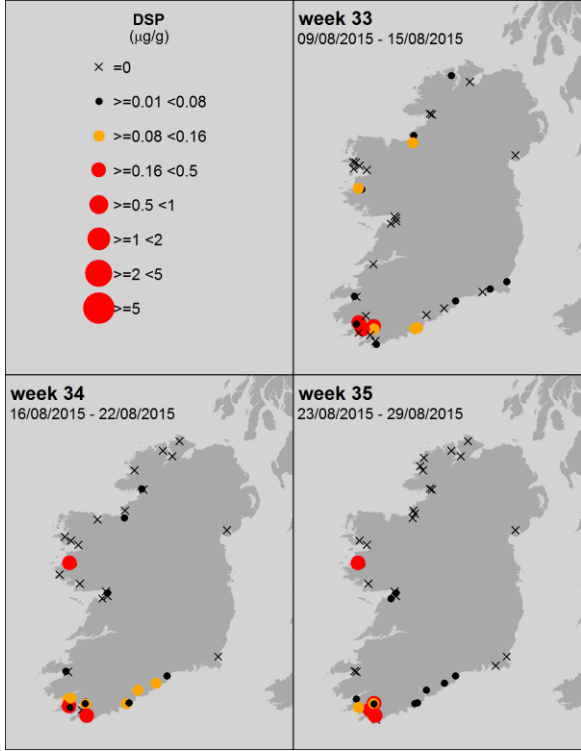 DSP
(µg/g)
=0
>=0.01 <0.08
>=0.08 <0.16
>=0.16 <0.5
>=0.5 <1
>=1 <2
>=2 <5
>=5
week 33
09/08/2015 - 15/08/2015
week 34
16/08/2015 - 22/08/2015
week 35
23/08/2015 - 29/08/2015